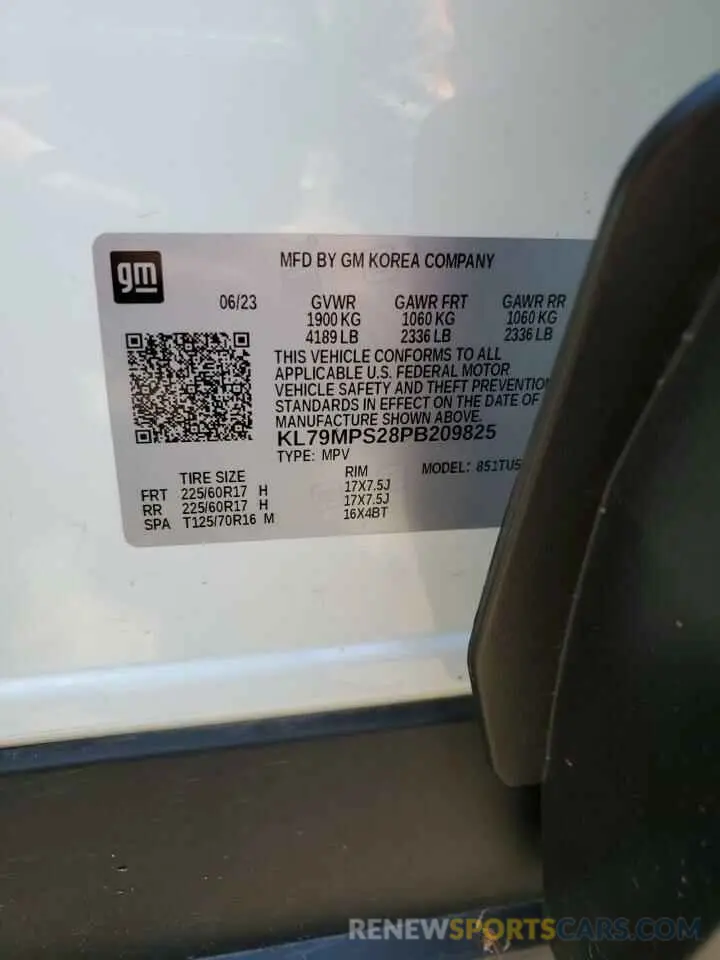 gm
MFD BY GM KOREA COMPANY
06/23 GVWR GAWR FRT GAWR RR
1900 KG 1060 KG 1060 KG
4189 LB 2336 LB 2336 LB
THIS VEHICLE CONFORMS TO ALL
APPLICABLE U.S. FEDERAL MOTOR
VEHICLE SAFETY AND THEFT PREVENTION
STANDARDS IN EFFECT ON THE DATE OF
MANUFACTURE SHOWN ABOVE.
KL79MPS28PB209825
TYPE: MPV MODEL: 851TU5
TIRE SIZE RIM
FRT 225/60R17 H 17X7.5J
RR 225/60R17 H 17X7.5J
SPA T125/70R16 M 16X4BT
RENEWSPORTSCARS.COM